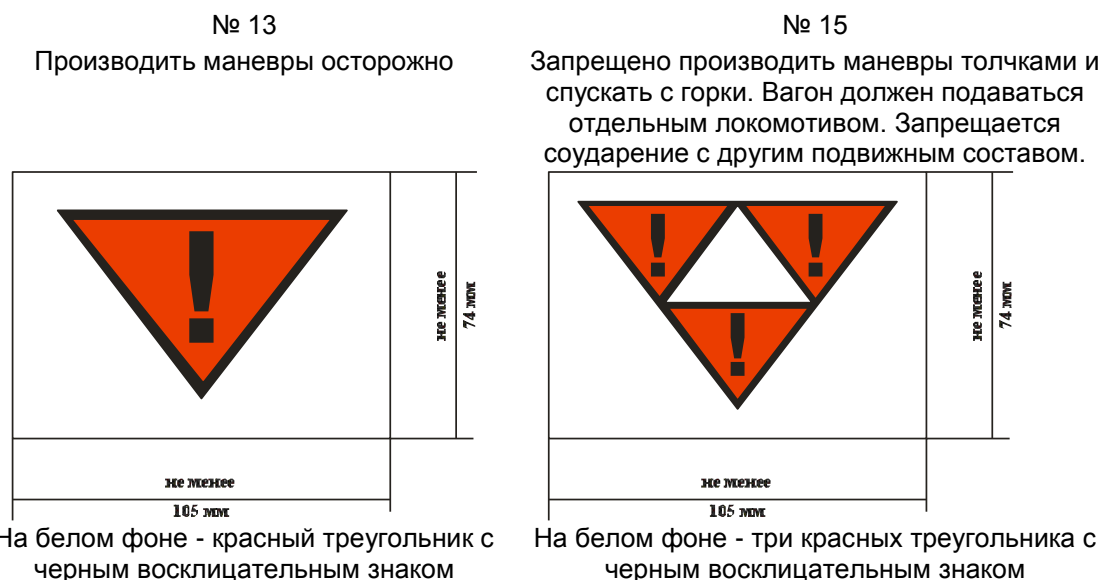 № 13
Производить маневры осторожно
!
не менее
74 мм
не менее
105 мм
На белом фоне - красный треугольник с
черным восклицательным знаком
№ 15
Запрещено производить маневры толчками и
спускать с горки. Вагон должен подаваться
отдельным локомотивом. Запрещается
соударение с другим подвижным составом.
! !
!
не менее
74 мм
не менее
105 мм
На белом фоне - три красных треугольника с
черным восклицательным знаком